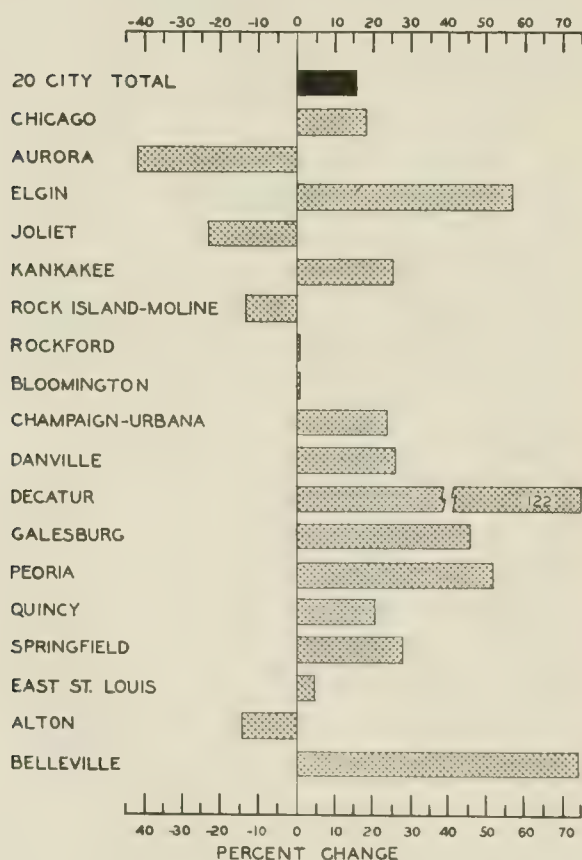 -40 -30 -20 -10 0 10 20 30 40 50 60 70
20 CITY TOTAL
CHICAGO
AURORA
ELGIN
JOLIET
KANKAKEE
ROCK ISLAND-MOLINE
ROCKFORD
BLOOMINGTON
CHAMPAIGN-URBANA
DANVILLE
DECATUR 122
GALESBURG
PEORIA
QUINCY
SPRINGFIELD
EAST ST. LOUIS
ALTON
BELLEVILLE
-40 -30 -20 -10 0 10 20 30 40 50 60 70
PERCENT CHANGE